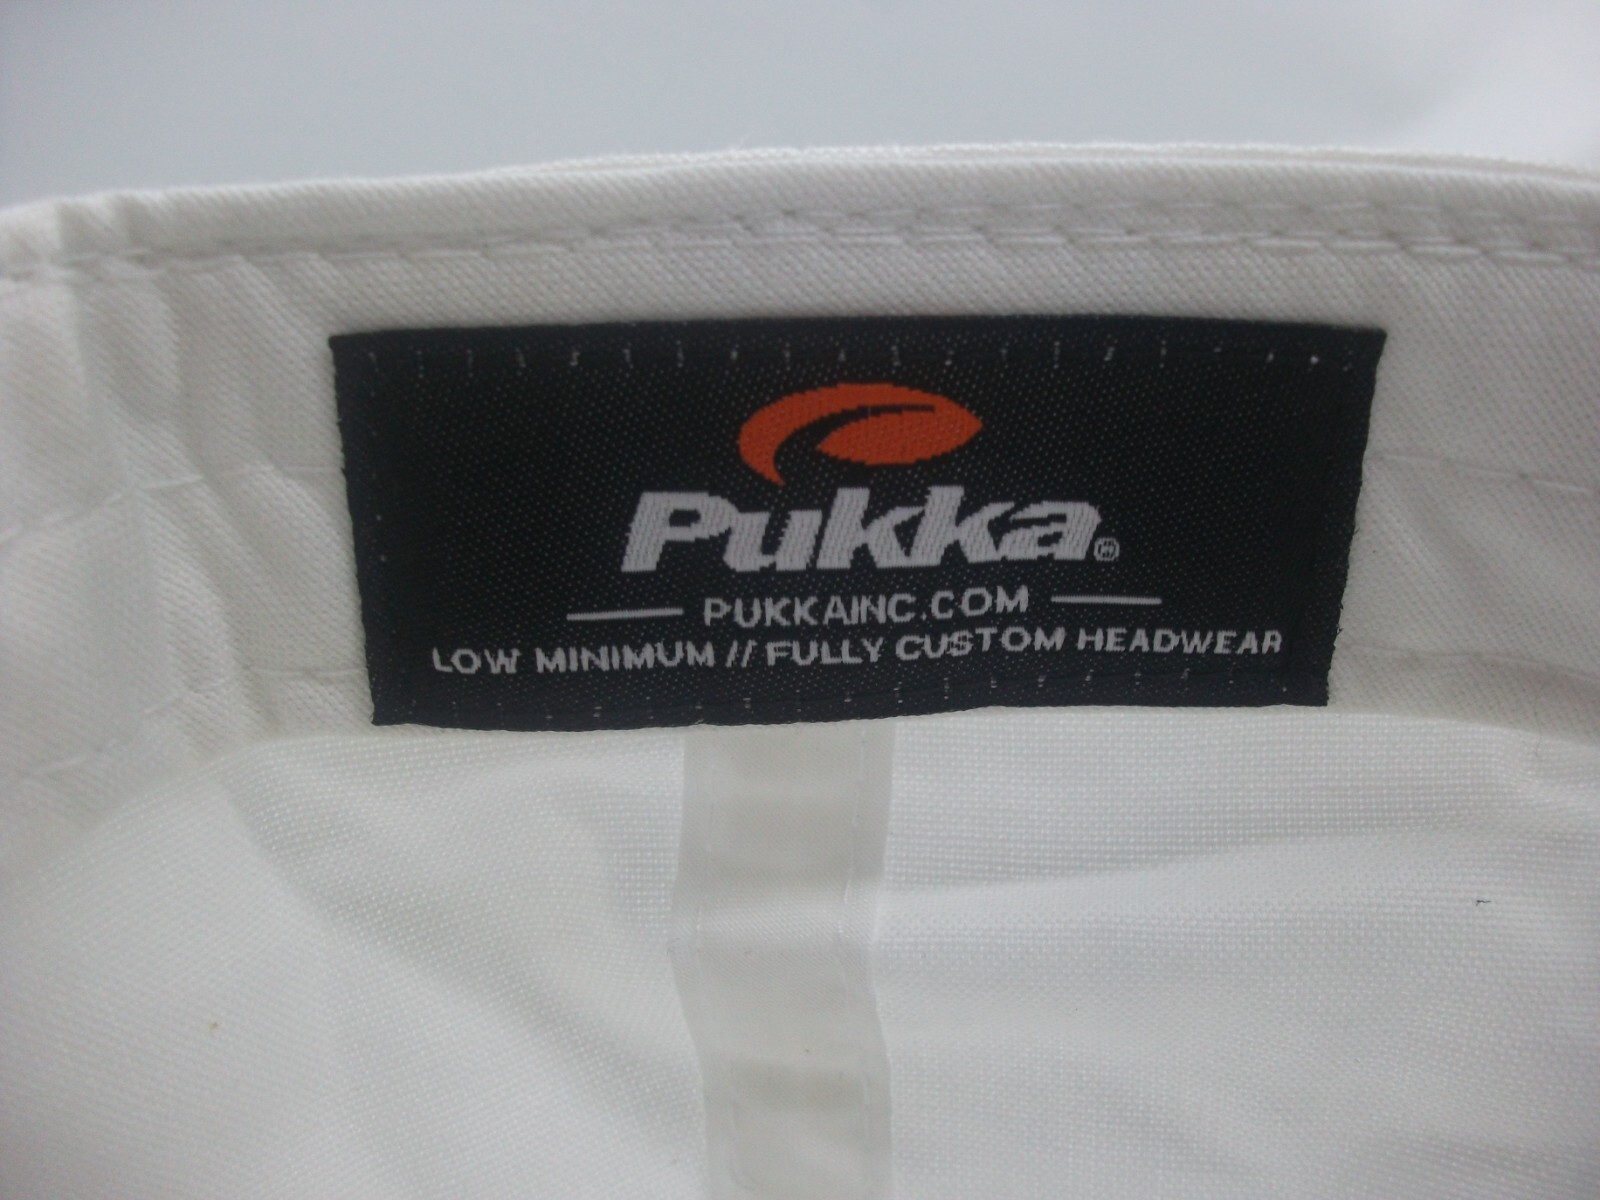 Pukka®
PUKKAINC.COM
LOW MINIMUM // FULLY CUSTOM HEADWEAR